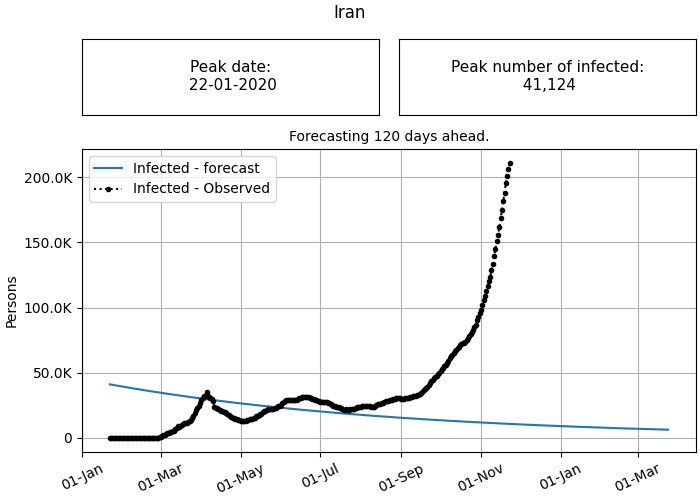 Iran
Peak date:
22-01-2020
Peak number of infected:
41,124
Forecasting 120 days ahead.
Infected - forecast
Infected - Observed
Persons
200.0K
150.0K
100.0K
50.0K
0
01-Jan
01-Mar
01-May
01-Jul
01-Sep
01-Nov
01-Jan
01-Mar